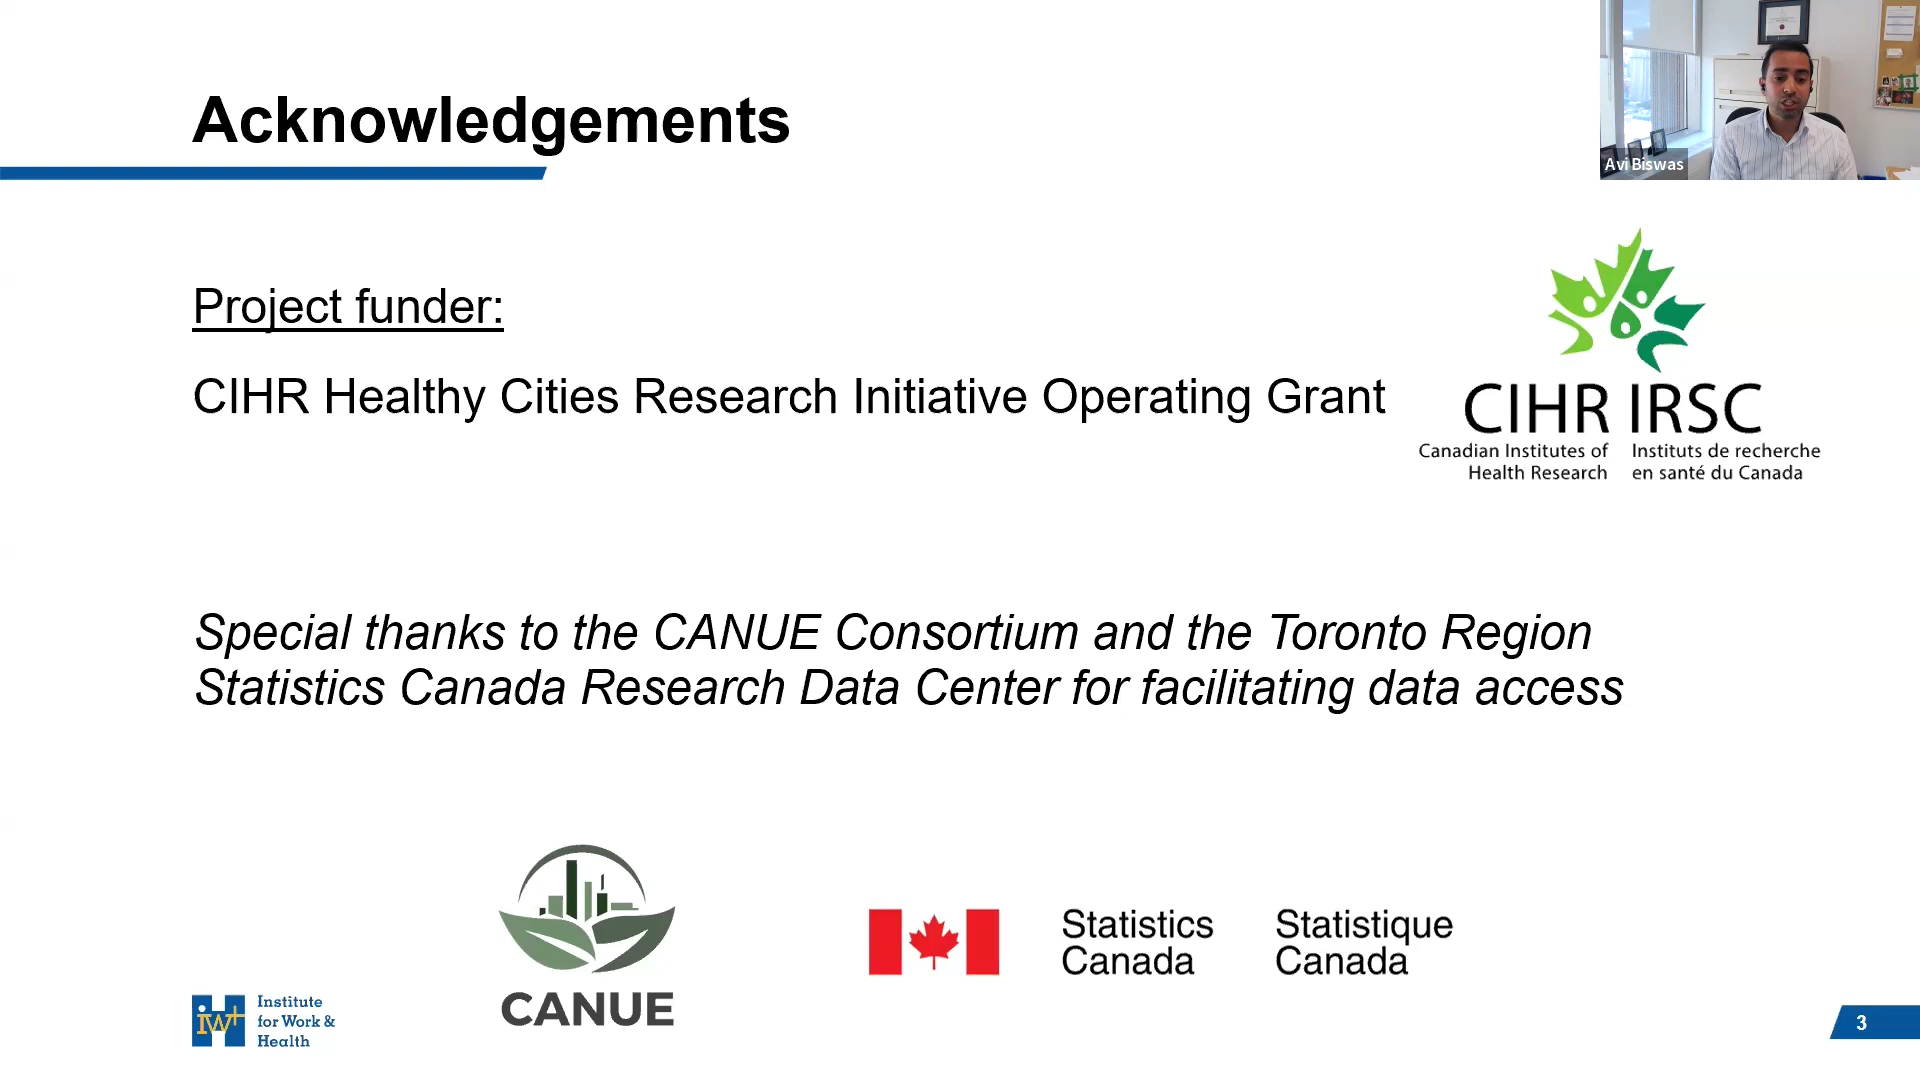 Acknowledgements
Avi Biswas
Project funder:
CIHR Healthy Cities Research Initiative Operating Grant
CIHR IRSC
Canadian Institutes of Health Research
Instituts de recherche en santé du Canada
Special thanks to the CANUE Consortium and the Toronto Region
Statistics Canada Research Data Center for facilitating data access
CANUE
Statistics
Canada
Statistique
Canada
iw+
Institute
for Work &
Health
3